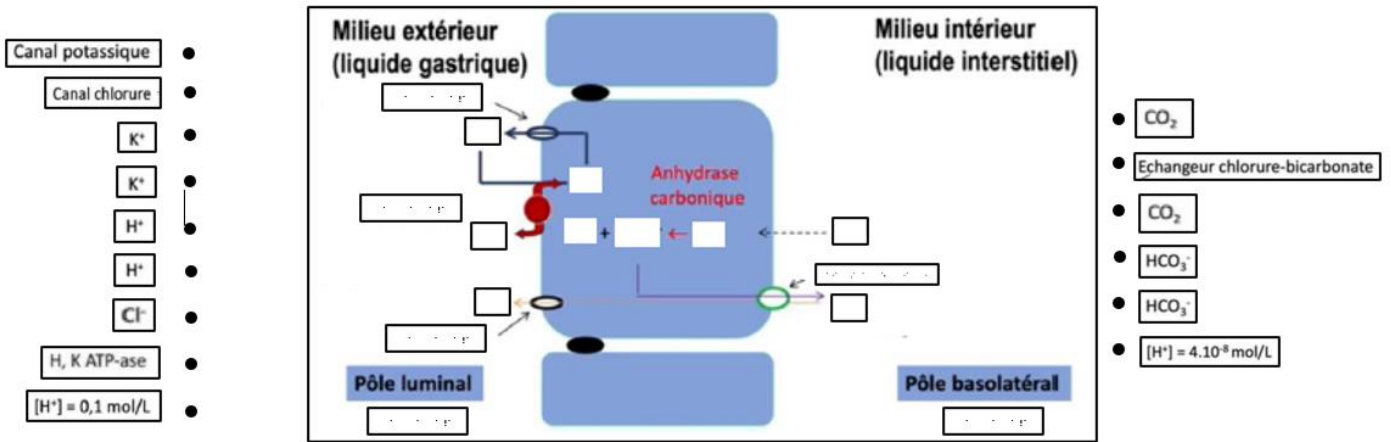 Canal potassique
Canal chlorure
K⁺
K⁺
H⁺
H⁺
Cl⁻
H, K ATP-ase
[H⁺] = 0,1 mol/L
Milieu extérieur
(liquide gastrique)
Milieu intérieur
(liquide interstitiel)
Anhydrase
carbonique
+
Pôle luminal
Pôle basolatéral
CO₂
Echangeur chlorure-bicarbonate
CO₂
HCO₃⁻
HCO₃⁻
[H⁺] = 4.10⁻⁸ mol/L